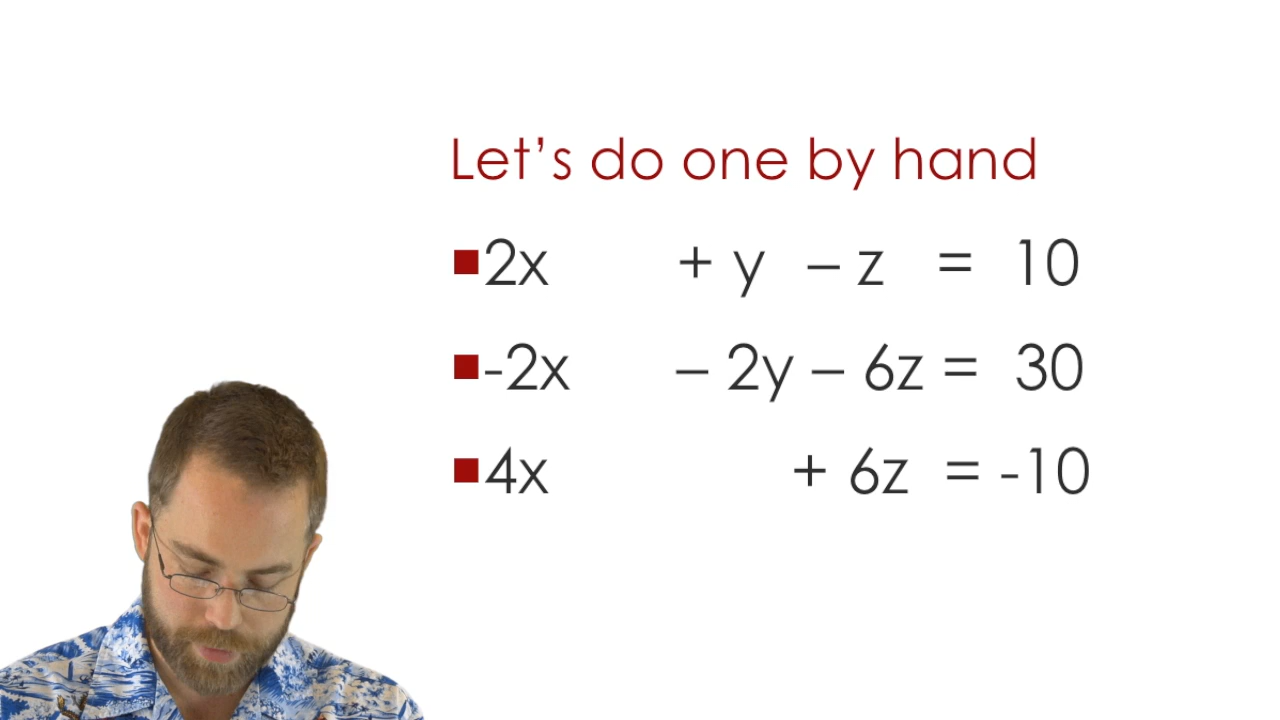 Let’s do one by hand
2x + y – z = 10
-2x – 2y – 6z = 30
4x + 6z = -10